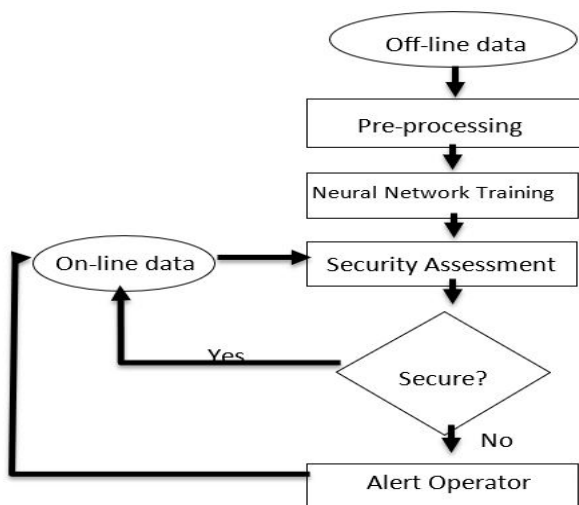 Off-line data
Pre-processing
Neural Network Training
On-line data
Security Assessment
Yes
Secure?
No
Alert Operator